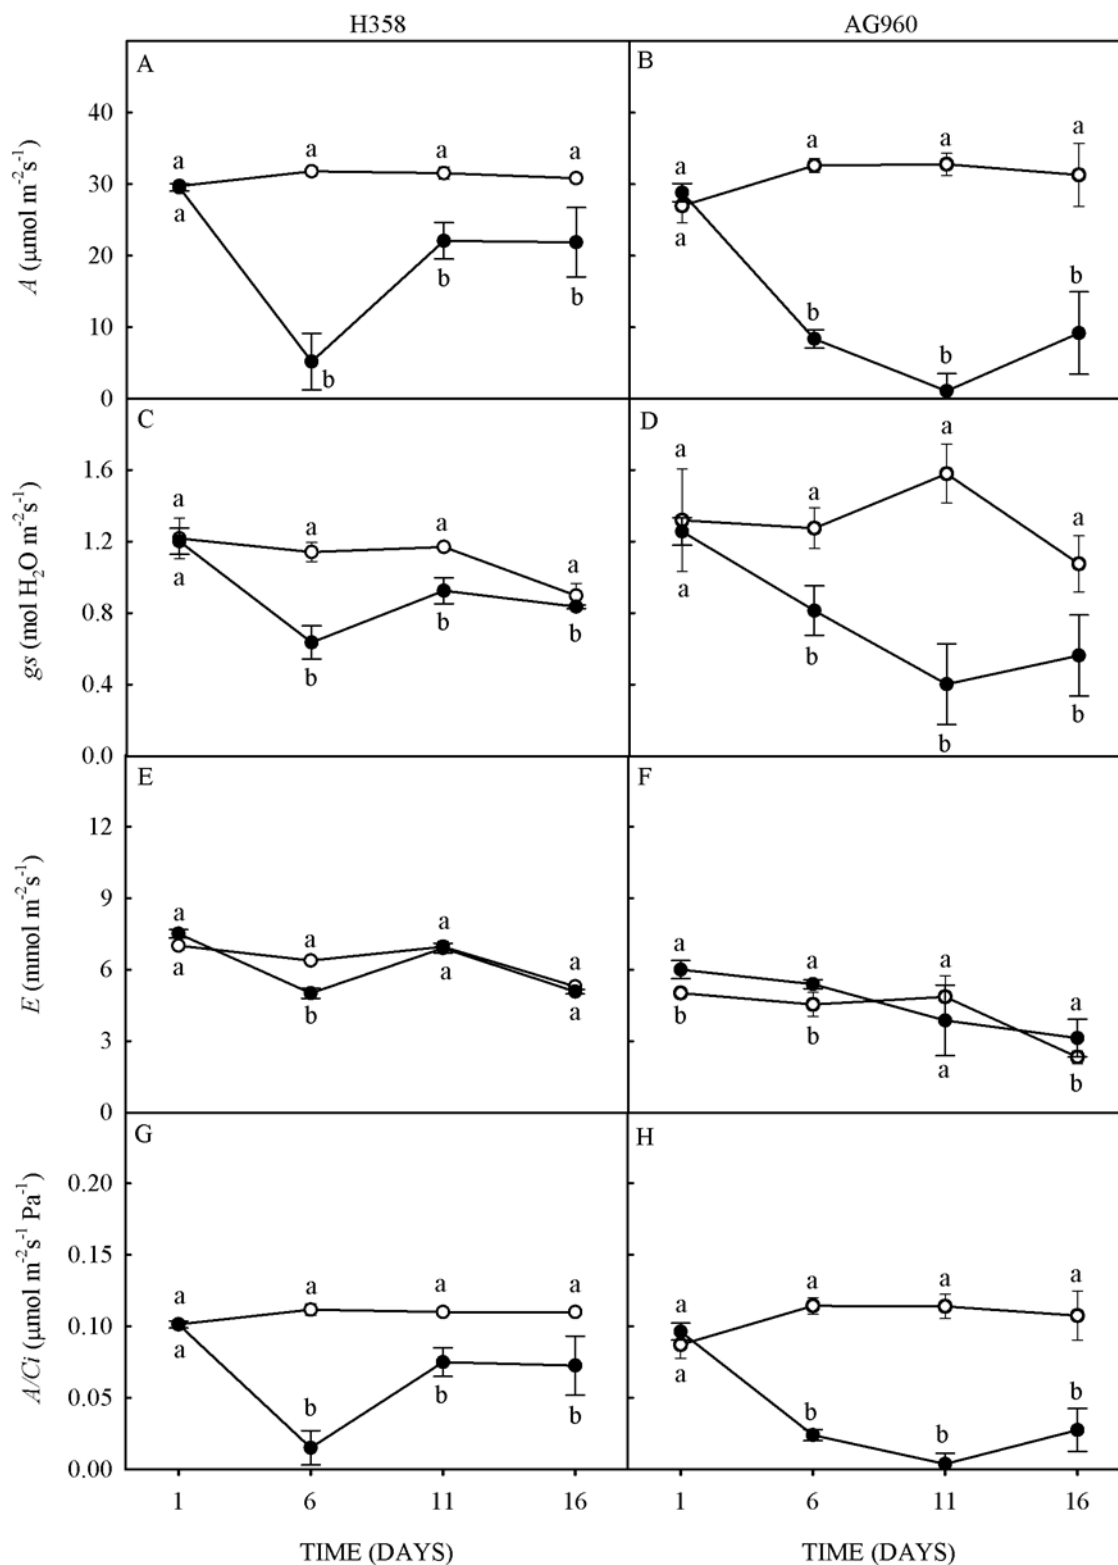 H358 AG960
A B
40
30
20
10
0
A (μmol m⁻²s⁻¹)
a a a a a a a a
a b b b a b b b
C D
1.6
1.2
0.8
0.4
0.0
gs (mol H₂O m⁻²s⁻¹)
a a a a a a a a
a b b b a b b b
E F
12
9
6
3
0
E (mmol m⁻²s⁻¹)
a a a a a a a a
a b a a b b a b
G H
0.20
0.15
0.10
0.05
0.00
A/Ci (μmol m⁻²s⁻¹ Pa⁻¹)
a a a a a a a a
a b b b a b b b
1 6 11 16 1 6 11 16
TIME (DAYS) TIME (DAYS)